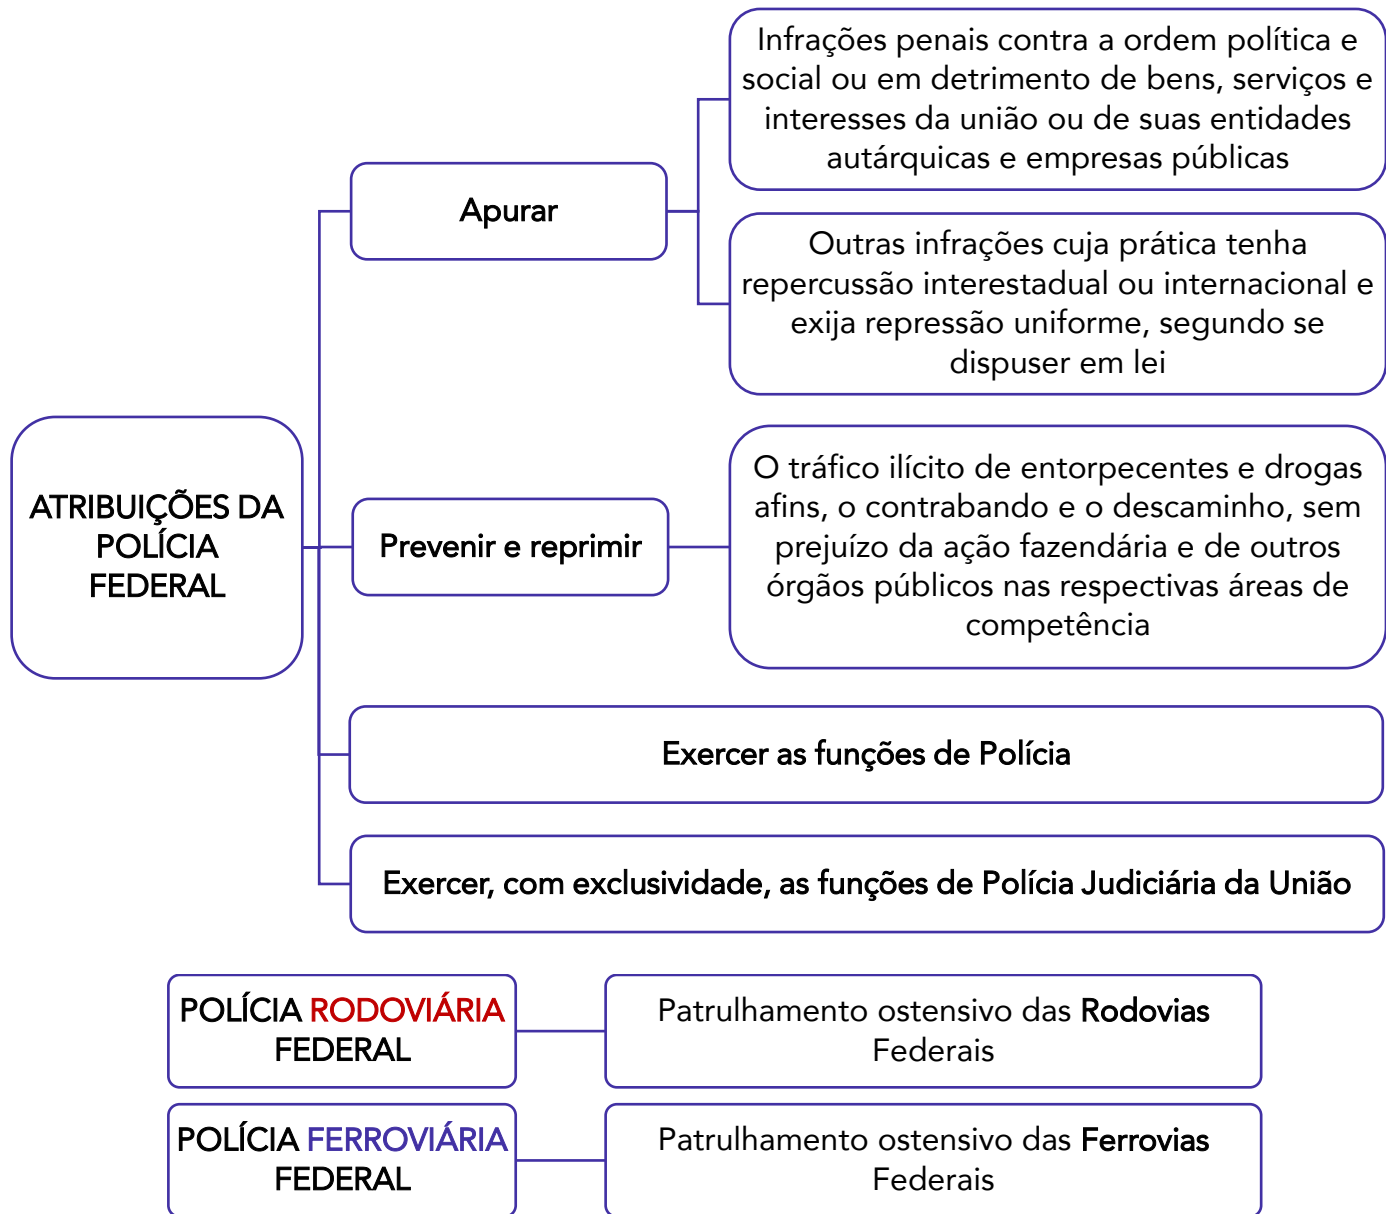 Infrações penais contra a ordem política e
social ou em detrimento de bens, serviços e
interesses da união ou de suas entidades
autárquicas e empresas públicas
Apurar
Outras infrações cuja prática tenha
repercussão interestadual ou internacional e
exija repressão uniforme, segundo se
dispuser em lei
ATRIBUIÇÕES DA
POLÍCIA
FEDERAL
Prevenir e reprimir
O tráfico ilícito de entorpecentes e drogas
afins, o contrabando e o descaminho, sem
prejuízo da ação fazendária e de outros
órgãos públicos nas respectivas áreas de
competência
Exercer as funções de Polícia
Exercer, com exclusividade, as funções de Polícia Judiciária da União
POLÍCIA RODOVIÁRIA
FEDERAL
Patrulhamento ostensivo das Rodovias
Federais
POLÍCIA FERROVIÁRIA
FEDERAL
Patrulhamento ostensivo das Ferrovias
Federais